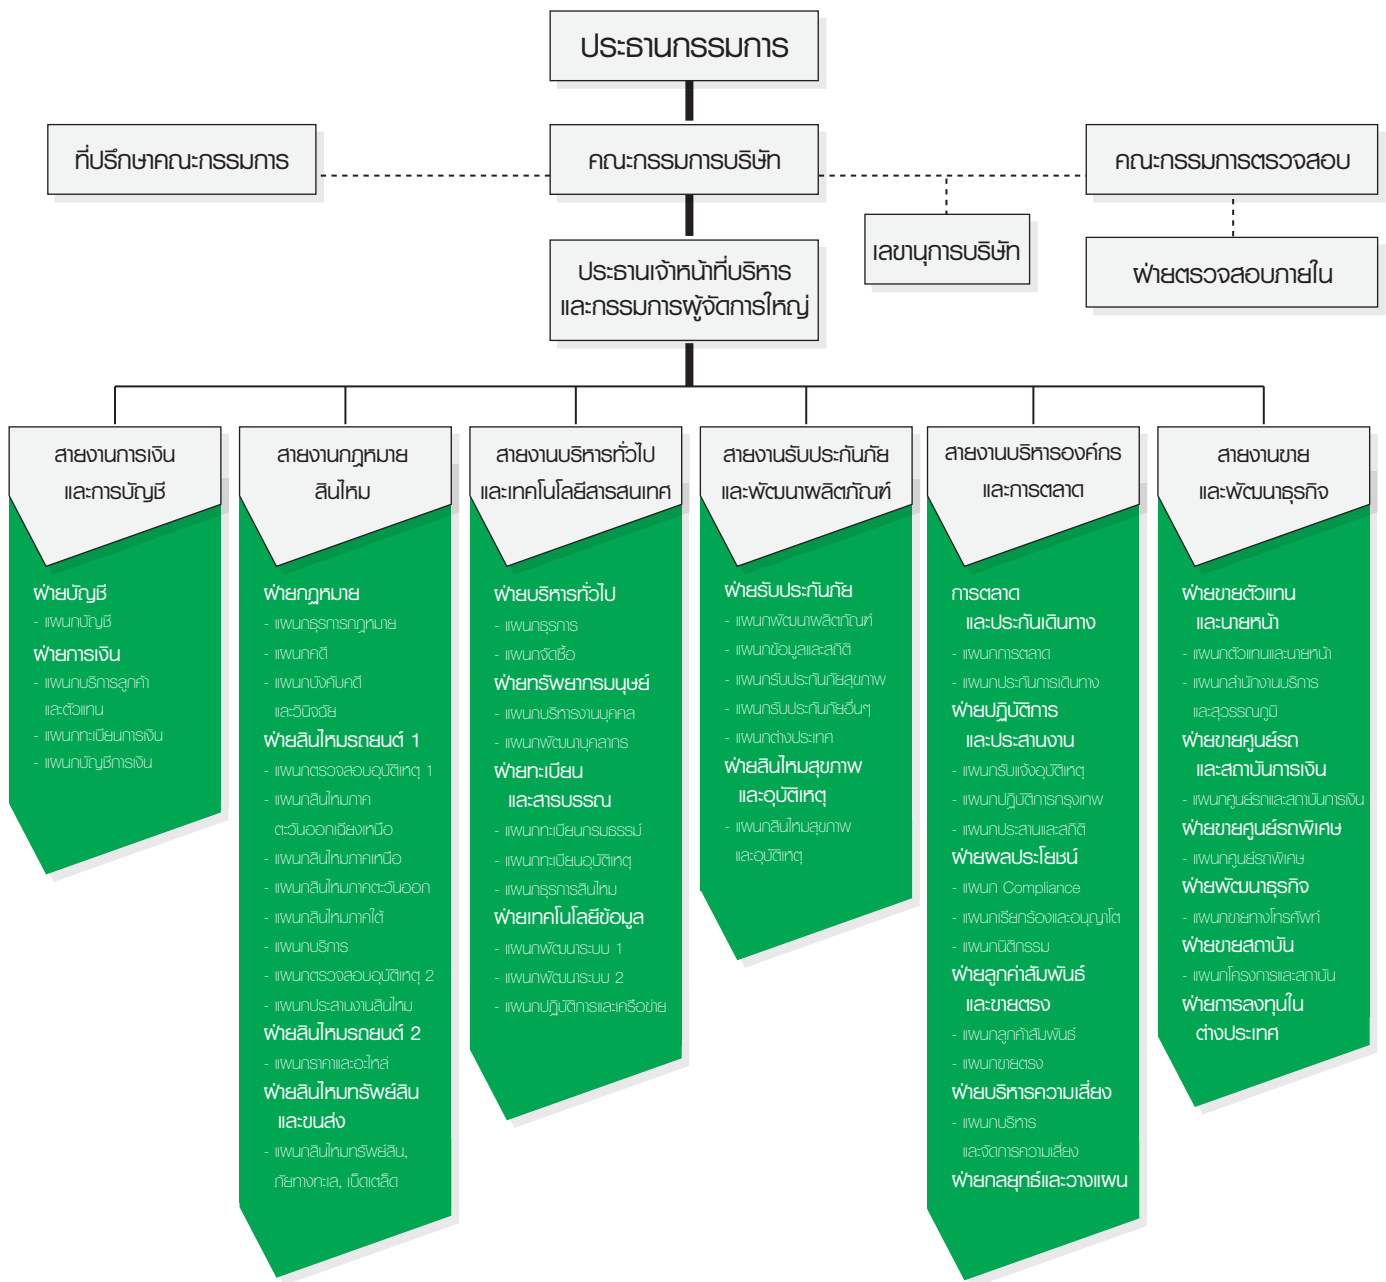 ประธานกรรมการ
ที่ปรึกษาคณะกรรมการ
คณะกรรมการบริษัท
คณะกรรมการตรวจสอบ
เลขานุการบริษัท
ฝ่ายตรวจสอบภายใน
ประธานเจ้าหน้าที่บริหาร
และกรรมการผู้จัดการใหญ่
สายงานการเงิน
และการบัญชี
ฝ่ายบัญชี
- แผนกบัญชี
ฝ่ายการเงิน
- แผนกบริการลูกค้า
และตัวแทน
- แผนกทะเบียนการเงิน
- แผนกบัญชีการเงิน
สายงานกฎหมาย
สินไหม
ฝ่ายกฎหมาย
- แผนกธุรการกฎหมาย
- แผนกคดี
- แผนกบังคับคดี
และวินิจฉัย
ฝ่ายสินไหมรถยนต์ 1
- แผนกตรวจสอบอุบัติเหตุ 1
- แผนกสินไหมภาค
ตะวันออกเฉียงเหนือ
- แผนกสินไหมภาคเหนือ
- แผนกสินไหมภาคตะวันออก
- แผนกสินไหมภาคใต้
- แผนกบริการ
- แผนกตรวจสอบอุบัติเหตุ 2
- แผนกประสานงานสินไหม
ฝ่ายสินไหมรถยนต์ 2
- แผนกราคาและอะไหล่
ฝ่ายสินไหมทรัพย์สิน
และขนส่ง
- แผนกสินไหมทรัพย์สิน,
ภัยทางทะเล, เบ็ดเตล็ด
สายงานบริหารทั่วไป
และเทคโนโลยีสารสนเทศ
ฝ่ายบริหารทั่วไป
- แผนกธุรการ
- แผนกจัดซื้อ
ฝ่ายทรัพยากรมนุษย์
- แผนกบริหารงานบุคคล
- แผนกพัฒนาบุคลากร
ฝ่ายทะเบียน
และสารบรรณ
- แผนกทะเบียนกรมธรรม์
- แผนกทะเบียนอุบัติเหตุ
- แผนกธุรการสินไหม
ฝ่ายเทคโนโลยีข้อมูล
- แผนกพัฒนาระบบ 1
- แผนกพัฒนาระบบ 2
- แผนกปฏิบัติการและเครือข่าย
สายงานรับประกันภัย
และพัฒนาผลิตภัณฑ์
ฝ่ายรับประกันภัย
- แผนกพัฒนาผลิตภัณฑ์
- แผนกข้อมูลและสถิติ
- แผนกรับประกันภัยสุขภาพ
- แผนกรับประกันภัยอื่นๆ
- แผนกต่างประเทศ
ฝ่ายสินไหมสุขภาพ
และอุบัติเหตุ
- แผนกสินไหมสุขภาพ
และอุบัติเหตุ
สายงานบริหารองค์กร
และการตลาด
การตลาด
และประกันเดินทาง
- แผนกการตลาด
- แผนกประกันการเดินทาง
ฝ่ายปฏิบัติการ
และประสานงาน
- แผนกรับแจ้งอุบัติเหตุ
- แผนกปฏิบัติการกรุงเทพ
- แผนกประสานและสถิติ
ฝ่ายผลประโยชน์
- แผนก Compliance
- แผนกเรียกร้องและอนุญาโต
- แผนกนิติกรรม
ฝ่ายลูกค้าสัมพันธ์
และขายตรง
- แผนกลูกค้าสัมพันธ์
- แผนกขายตรง
ฝ่ายบริหารความเสี่ยง
- แผนกบริหาร
และจัดการความเสี่ยง
ฝ่ายกลยุทธ์และวางแผน
สายงานขาย
และพัฒนาธุรกิจ
ฝ่ายขายตัวแทน
และนายหน้า
- แผนกตัวแทนและนายหน้า
- แผนกสำนักงานบริการ
และสุวรรณภูมิ
ฝ่ายขายศูนย์รถ
และสถาบันการเงิน
- แผนกศูนย์รถและสถาบันการเงิน
ฝ่ายขายศูนย์รถพิเศษ
- แผนกศูนย์รถพิเศษ
ฝ่ายพัฒนาธุรกิจ
- แผนกขายทางโทรศัพท์
ฝ่ายขายสถาบัน
- แผนกโครงการและสถาบัน
ฝ่ายการลงทุนใน
ต่างประเทศ